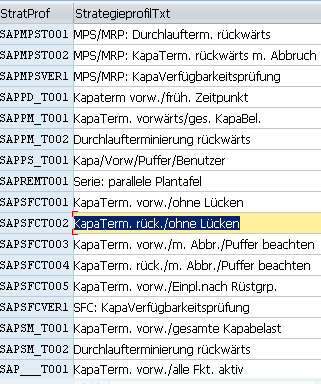 StratProf StrategieprofilTxt
SAPMPST001 MPS/MRP: Durchlaufterm. rückwärts
SAPMPST002 MPS/MRP: KapaTerm. rückwärts m. Abbruch
SAPMPSVER1 MPS/MRP: KapaVerfügbarkeitsprüfung
SAPPD_T001 Kapaterm vorw./früh. Zeitpunkt
SAPPM_T001 KapaTerm. vorwärts/ges. KapaBel.
SAPPM_T002 Durchlaufterminierung rückwärts
SAPPS_T001 Kapa/Vorw/Puffer/Benutzer
SAPREMT001 Serie: parallele Plantafel
SAPSFCT001 KapaTerm. vorw./ohne Lücken
SAPSFCT002 KapaTerm. rück./ohne Lücken
SAPSFCT003 KapaTerm. vorw./m. Abbr./Puffer beachten
SAPSFCT004 KapaTerm. rück./m. Abbr./Puffer beachten
SAPSFCT005 KapaTerm. vorw./Einpl.nach Rüstgrp.
SAPSFCVER1 SFC: KapaVerfügbarkeitsprüfung
SAPSM_T001 KapaTerm. vorw./gesamte Kapabelast
SAPSM_T002 Durchlaufterminierung rückwärts
SAP___T001 KapaTerm. vorw./alle Fkt. aktiv